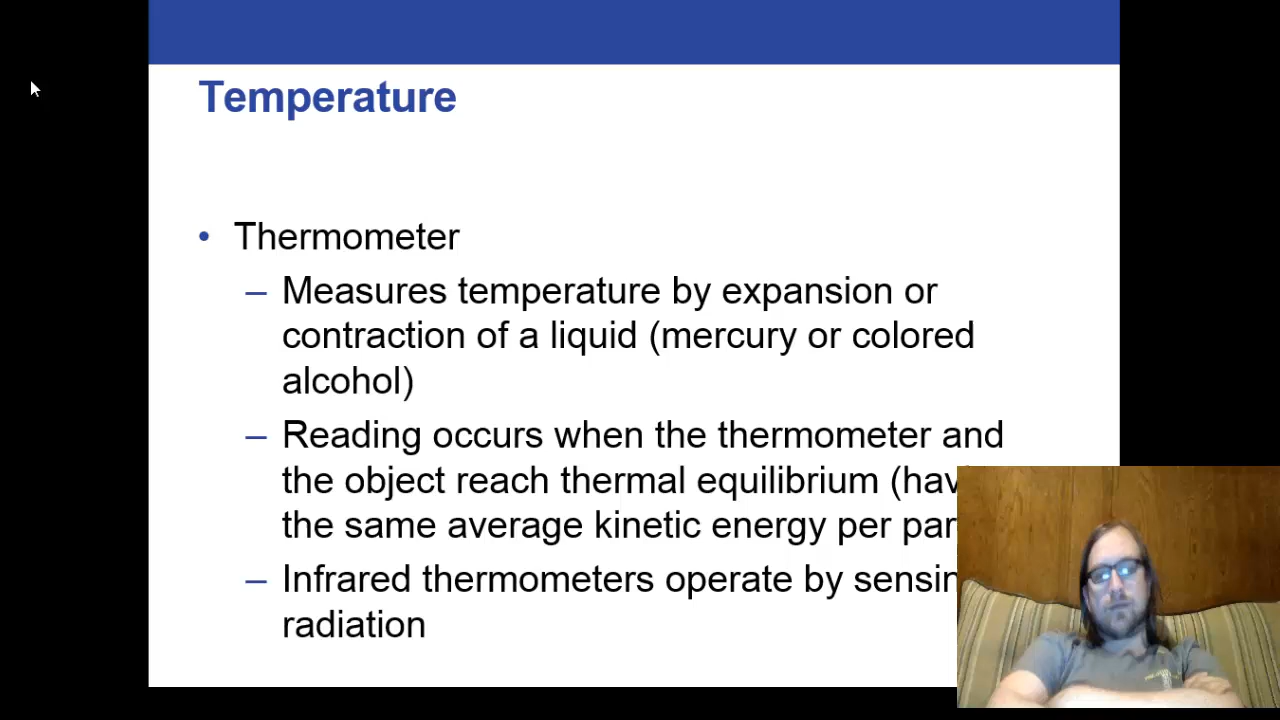 Temperature
• Thermometer
– Measures temperature by expansion or
contraction of a liquid (mercury or colored
alcohol)
– Reading occurs when the thermometer and
the object reach thermal equilibrium
the same average kinetic energy per
– Infrared thermometers operate by
radiation